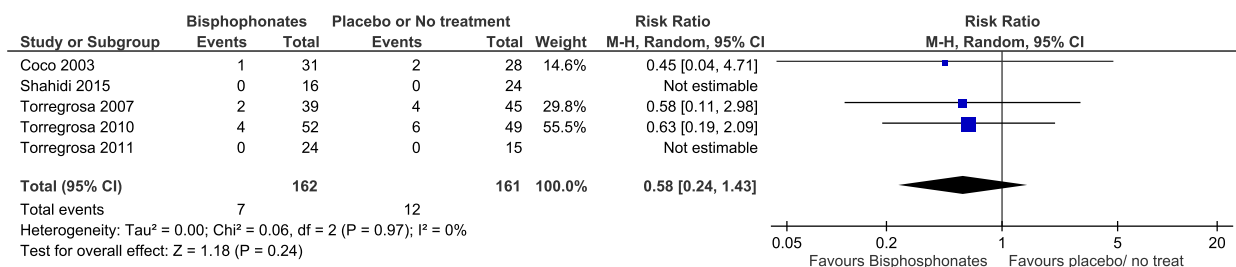 Bisphophonates Placebo or No treatment Risk Ratio Risk Ratio
Study or Subgroup Events Total Events Total Weight M-H, Random, 95% CI M-H, Random, 95% CI
Coco 2003 1 31 2 28 14.6% 0.45 [0.04, 4.71]
Shahidi 2015 0 16 0 24 Not estimable
Torregrosa 2007 2 39 4 45 29.8% 0.58 [0.11, 2.98]
Torregrosa 2010 4 52 6 49 55.5% 0.63 [0.19, 2.09]
Torregrosa 2011 0 24 0 15 Not estimable
Total (95% CI) 162 161 100.0% 0.58 [0.24, 1.43]
Total events 7 12
Heterogeneity: Tau² = 0.00; Chi² = 0.06, df = 2 (P = 0.97); I² = 0%
Test for overall effect: Z = 1.18 (P = 0.24)
0.05 0.2 1 5 20
Favours Bisphosphonates Favours placebo/ no treat